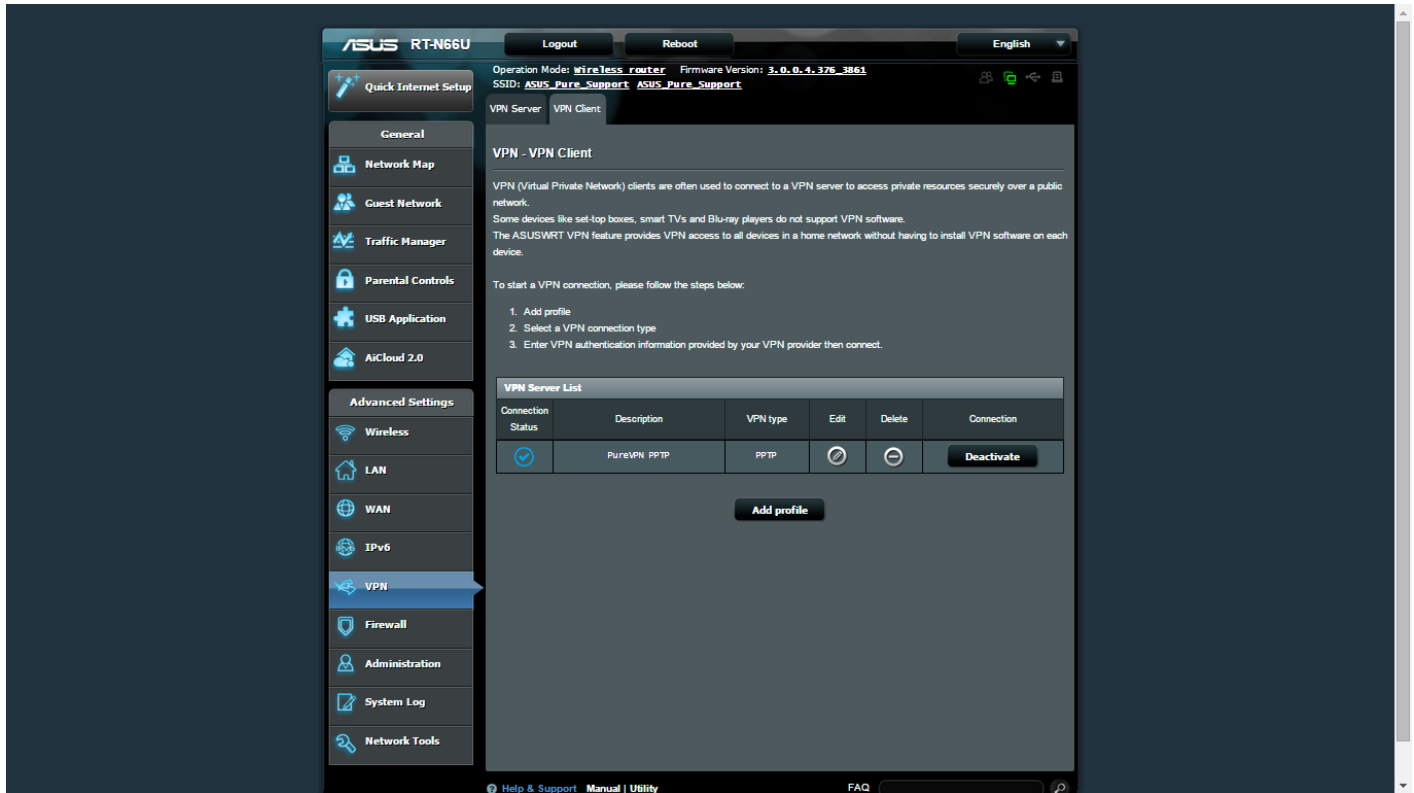 ASUS RT-N66U
Logout
Reboot
English
Quick Internet Setup
Operation Mode: Wireless router Firmware Version: 3.0.0.4.376_3861
SSID: ASUS_Pure_Support ASUS_Pure_Support
VPN Server
VPN Client
General
Network Map
Guest Network
Traffic Manager
Parental Controls
USB Application
AiCloud 2.0
Advanced Settings
Wireless
LAN
WAN
IPv6
VPN
Firewall
Administration
System Log
Network Tools
VPN - VPN Client
VPN (Virtual Private Network) clients are often used to connect to a VPN server to access private resources securely over a public
network.
Some devices like set-top boxes, smart TVs and Blu-ray players do not support VPN software.
The ASUSWRT VPN feature provides VPN access to all devices in a home network without having to install VPN software on each
device.
To start a VPN connection, please follow the steps below:
1. Add profile
2. Select a VPN connection type
3. Enter VPN authentication information provided by your VPN provider then connect.
VPN Server List
Connection
Status
Description
VPN type
Edit
Delete
Connection
PureVPN PPTP
PPTP
Deactivate
Add profile
Help & Support Manual | Utility
FAQ